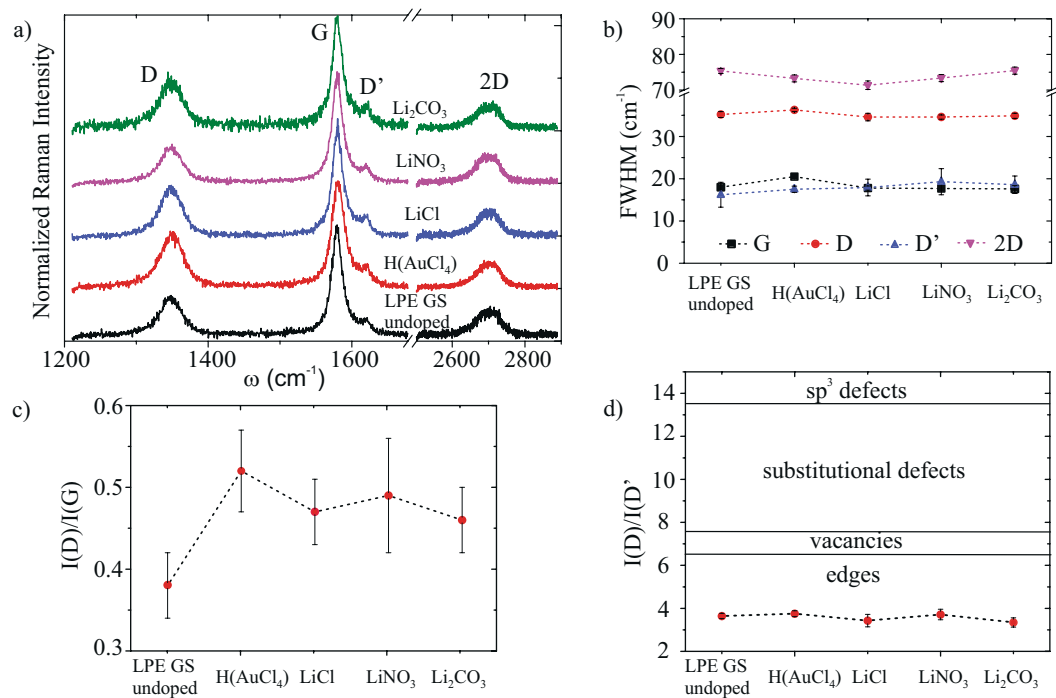 a)
Normalized Raman Intensity
D
G
D'
2D
Li₂CO₃
LiNO₃
LiCl
H(AuCl₄)
LPE GS
undoped
1200 1400 1600 2600 2800
ω (cm⁻¹)
b)
FWHM (cm⁻¹)
90
80
70
40
30
20
10
0
G D D' 2D
LPE GS
undoped
H(AuCl₄)
LiCl
LiNO₃
Li₂CO₃
c)
I(D)/I(G)
0.6
0.5
0.4
0.3
LPE GS
undoped
H(AuCl₄)
LiCl
LiNO₃
Li₂CO₃
d)
I(D)/I(D'
14
12
10
8
6
4
2
0
sp³ defects
substitutional defects
vacancies
edges
LPE GS
undoped
H(AuCl₄)
LiCl
LiNO₃
Li₂CO₃